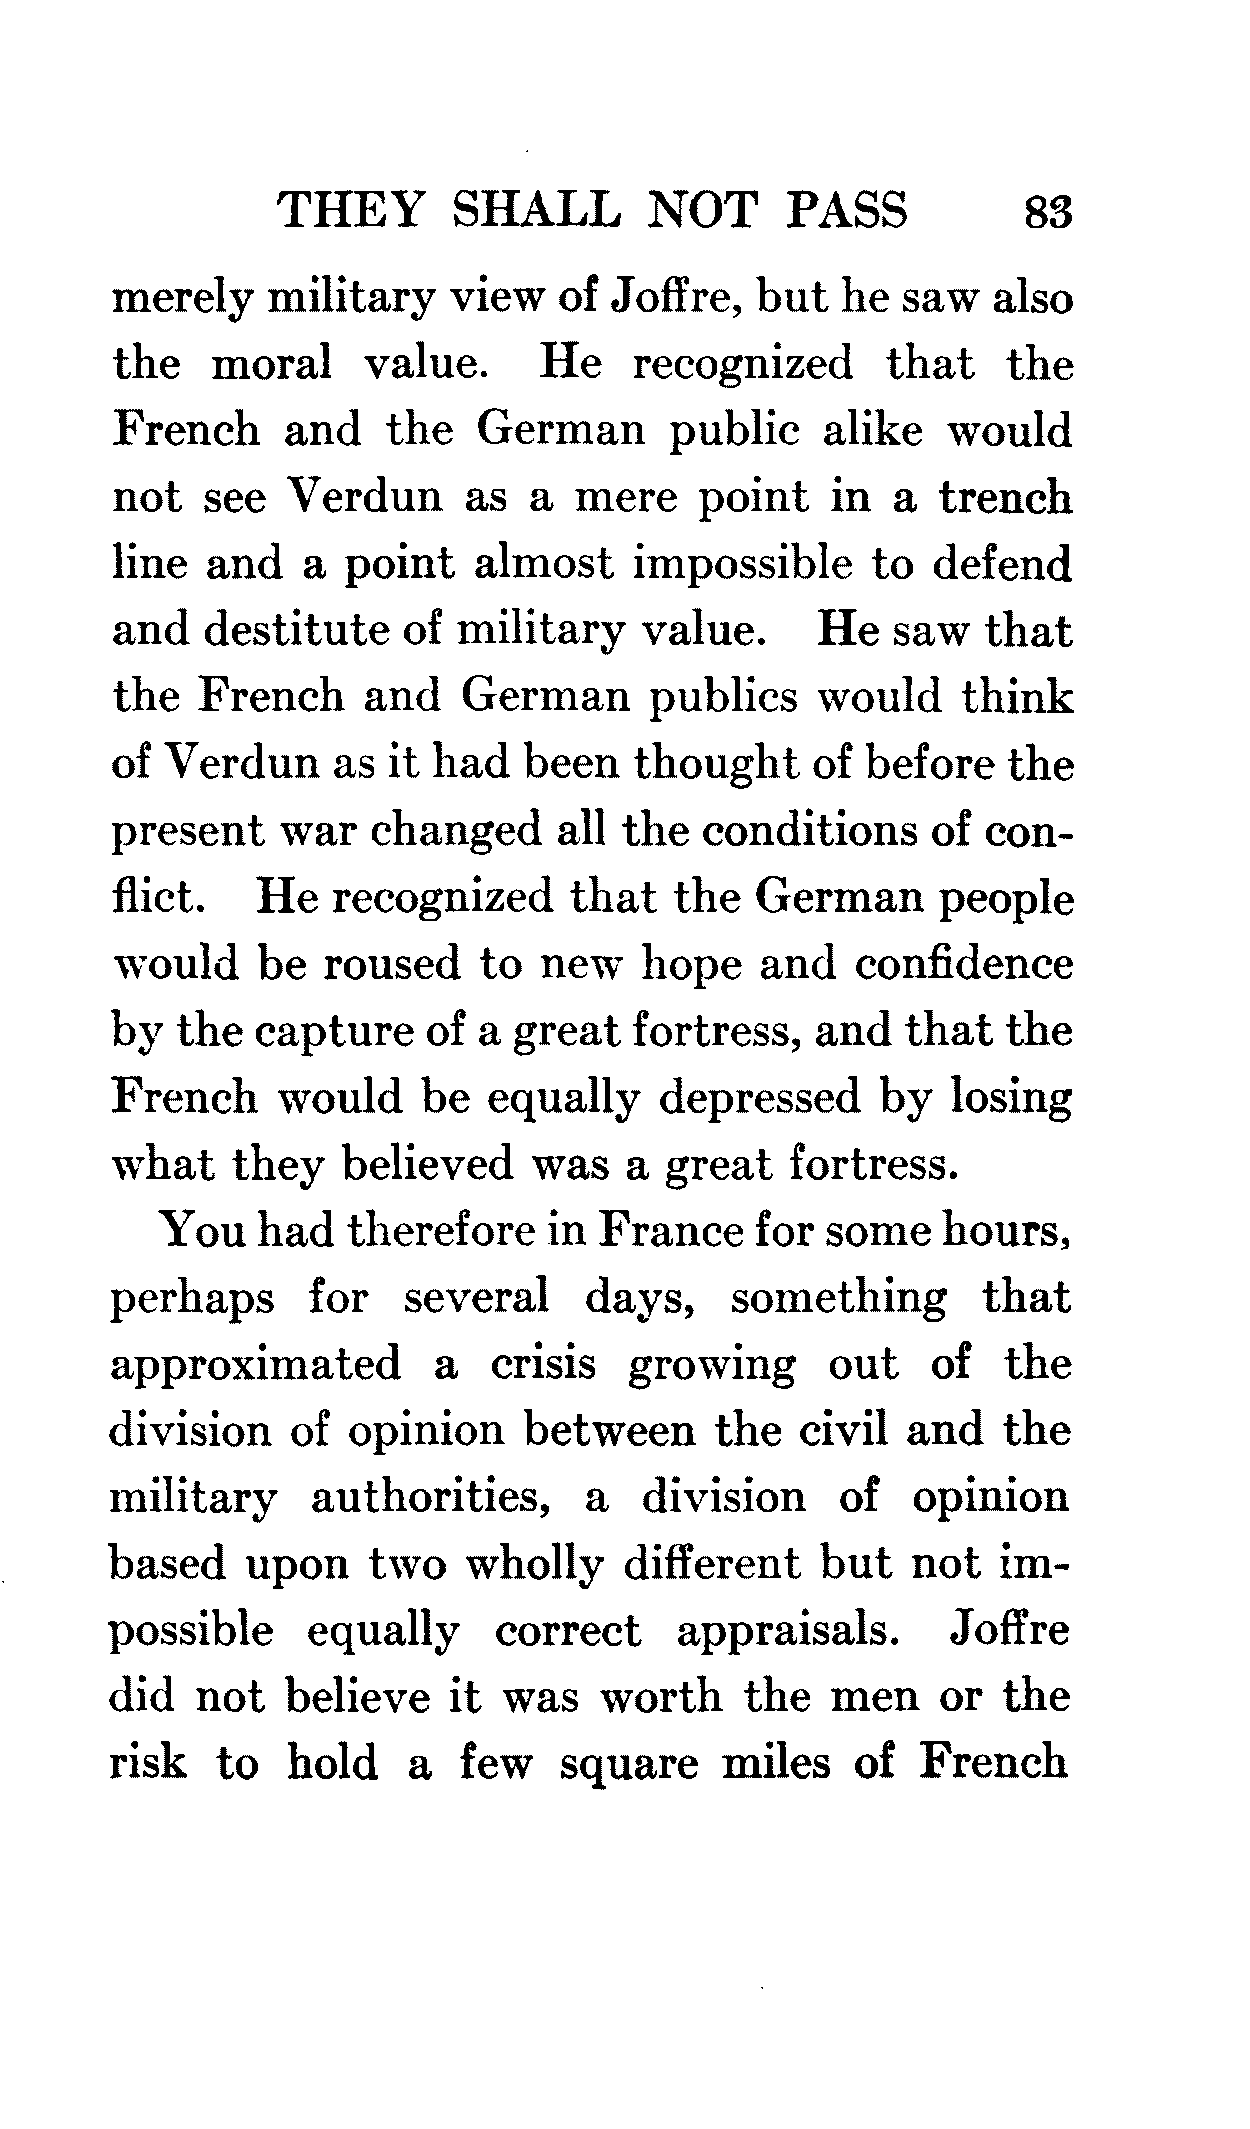 THEY SHALL NOT PASS 83
merely military view of Joffre, but he saw also
the moral value. He recognized that the
French and the German public alike would
not see Verdun as a mere point in a trench
line and a point almost impossible to defend
and destitute of military value. He saw that
the French and German publics would think
of Verdun as it had been thought of before the
present war changed all the conditions of con-
flict. He recognized that the German people
would be roused to new hope and confidence
by the capture of a great fortress, and that the
French would be equally depressed by losing
what they believed was a great fortress.
You had therefore in France for some hours,
perhaps for several days, something that
approximated a crisis growing out of the
division of opinion between the civil and the
military authorities, a division of opinion
based upon two wholly different but not im-
possible equally correct appraisals. Joffre
did not believe it was worth the men or the
risk to hold a few square miles of French